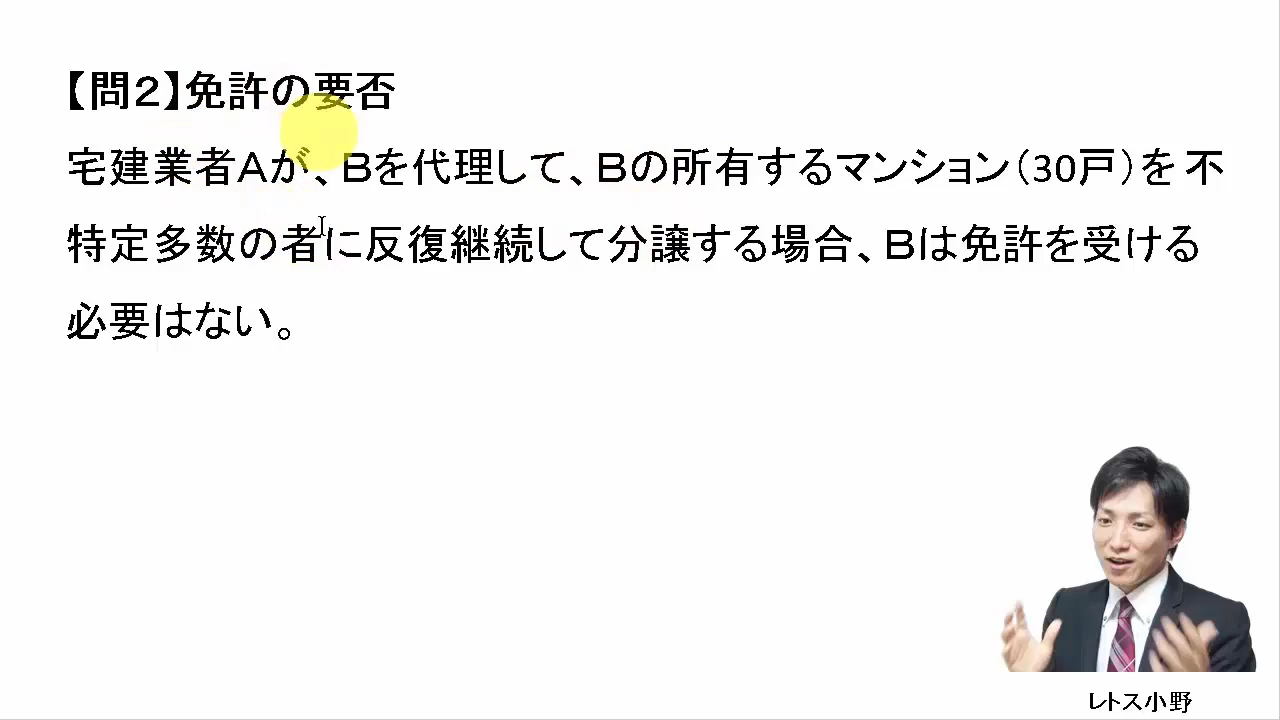 【問２】免許の要否
宅建業者Ａが、Ｂを代理して、Ｂの所有するマンション（30戸）を不
特定多数の者に反復継続して分譲する場合、Ｂは免許を受ける
必要はない。
レトス小野